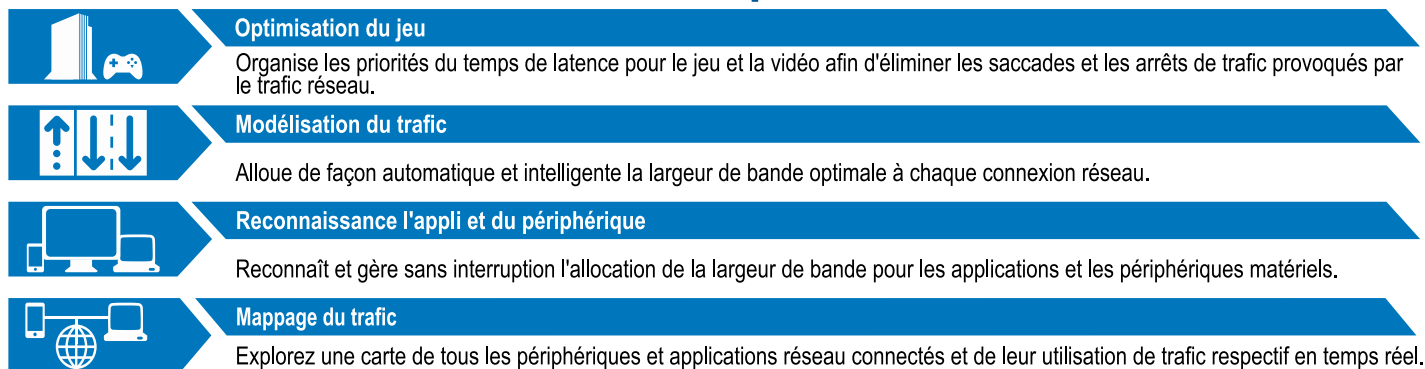 Optimisation du jeu
Organise les priorités du temps de latence pour le jeu et la vidéo afin d'éliminer les saccades et les arrêts de trafic provoqués par
le trafic réseau.
Modélisation du trafic
Alloue de façon automatique et intelligente la largeur de bande optimale à chaque connexion réseau.
Reconnaissance l'appli et du périphérique
Reconnaît et gère sans interruption l'allocation de la largeur de bande pour les applications et les périphériques matériels.
Mappage du trafic
Explorez une carte de tous les périphériques et applications réseau connectés et de leur utilisation de trafic respectif en temps réel.